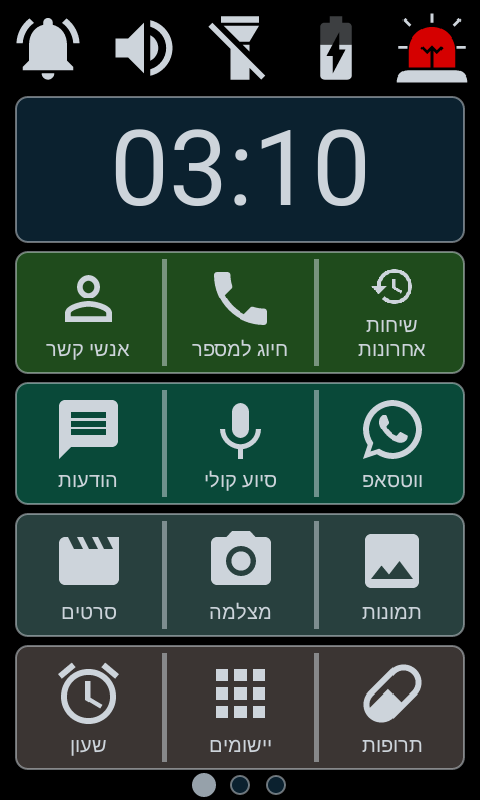 03:10
שיחות
אחרונות
חיוג למספר
אנשי קשר
ווטסאפ
סיוע קולי
הודעות
תמונות
מצלמה
סרטים
תרופות
יישומים
שעון